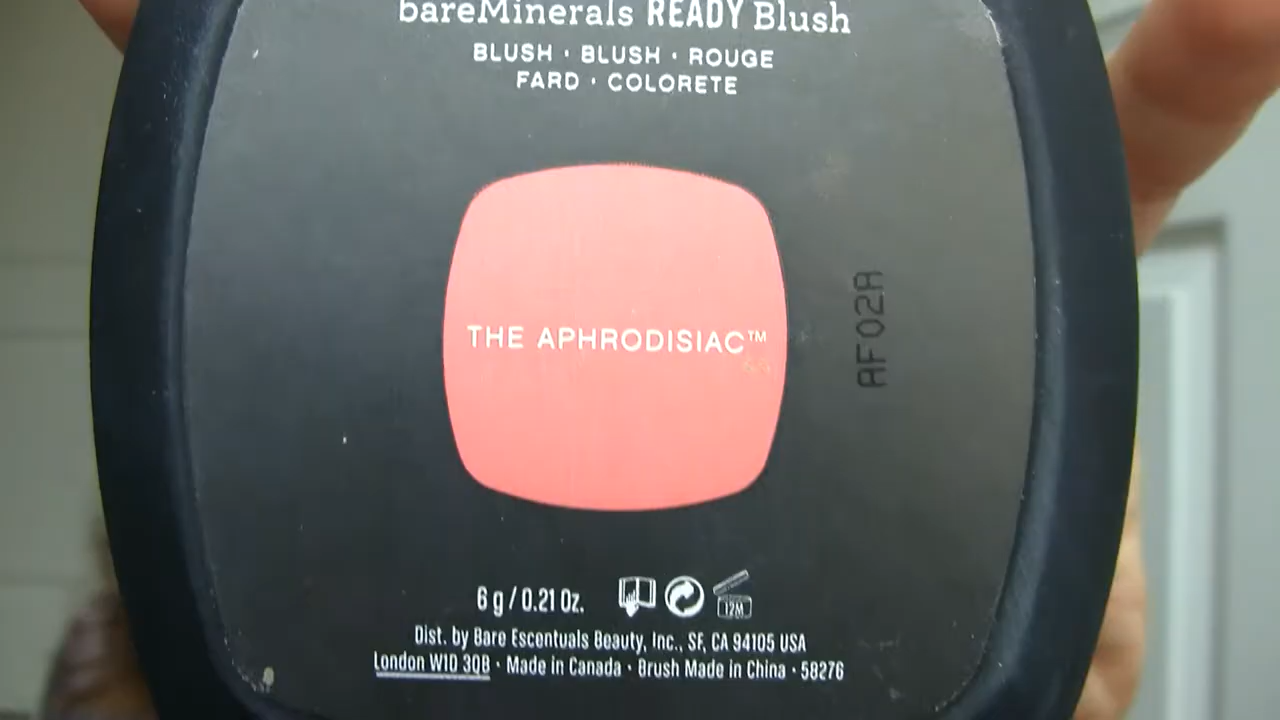 bareMinerals READY Blush
BLUSH · BLUSH · ROUGE
FARD · COLORETE
THE APHRODISIAC™
AF02A
6 g / 0.21 Oz.
12M
Dist. by Bare Escentuals Beauty, Inc., SF, CA 94105 USA
London W1D 3QB · Made in Canada · Brush Made in China · 58276